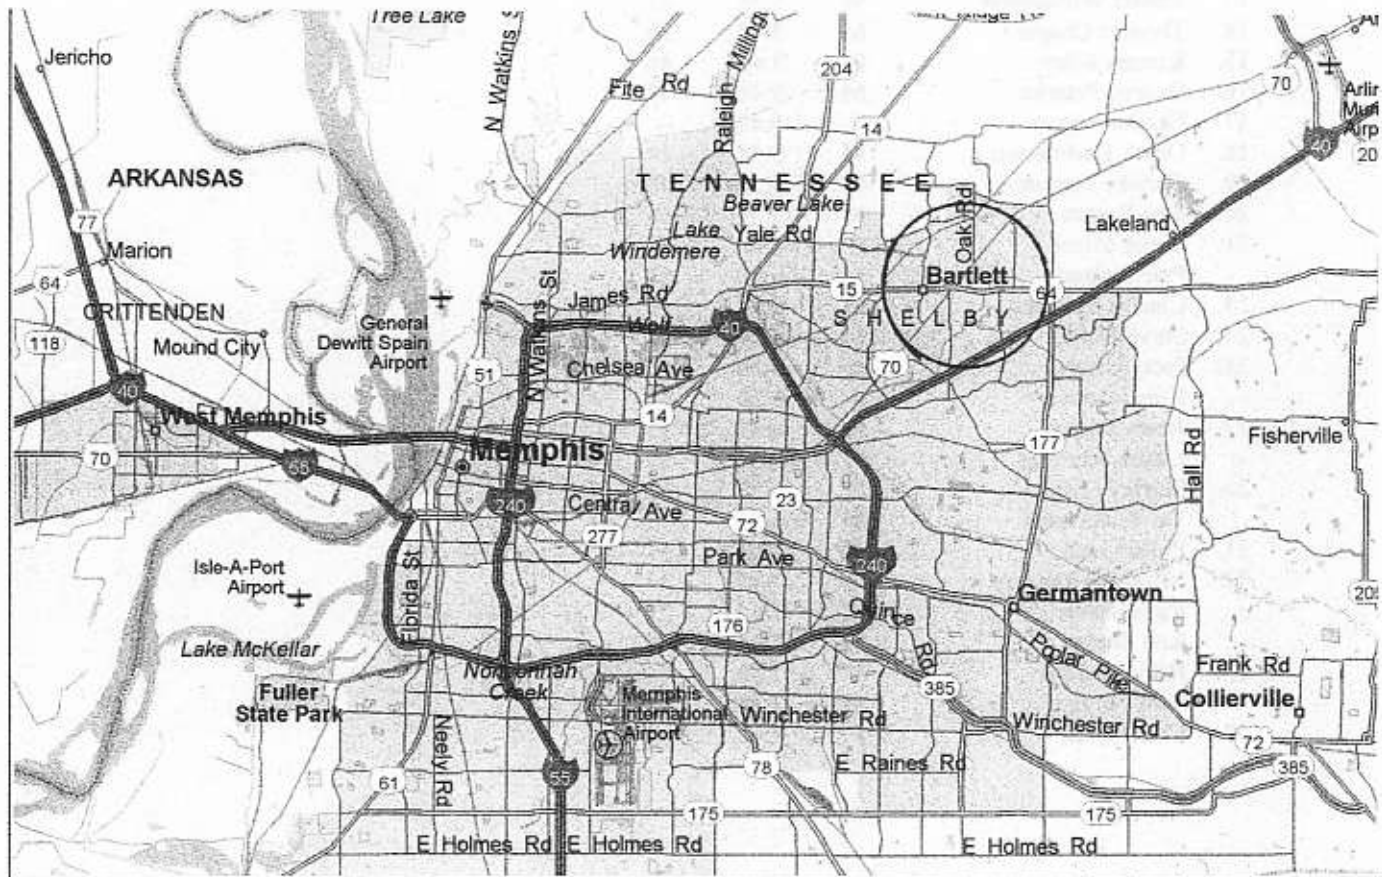 Tree Lake
N Watkins S
Millington
204
Jericho
Fite Rd
Raleigh
70
14
Arlin
Muni
Airp
20
40
ARKANSAS
TENNESSEE
Beaver Lake
Oak Rd
Lakeland
77
Marion
Lake
Windemere
Yale Rd
64
CRITTENDEN
Bartlett
James Rd
15
64
General
Dewitt Spain
Airport
N Watkins St
Wolf
40
SHELBY
118
Mound City
51
Chelsea Ave
70
40
West Memphis
14
Fisherville
177
70
55
Memphis
Hall Rd
240
Central Ave
23
72
277
Park Ave
Isle-A-Port
Airport
240
Florida St
Germantown
205
176
Quince Rd
Lake McKellar
Poplar Pike
Frank Rd
Nonconnah
Creek
385
Collierville
Fuller
State Park
Memphis
International
Airport
Winchester Rd
Winchester Rd
72
Neely Rd
55
78
E Raines Rd
385
61
175
175
E Holmes Rd
E Holmes Rd
E Holmes Rd